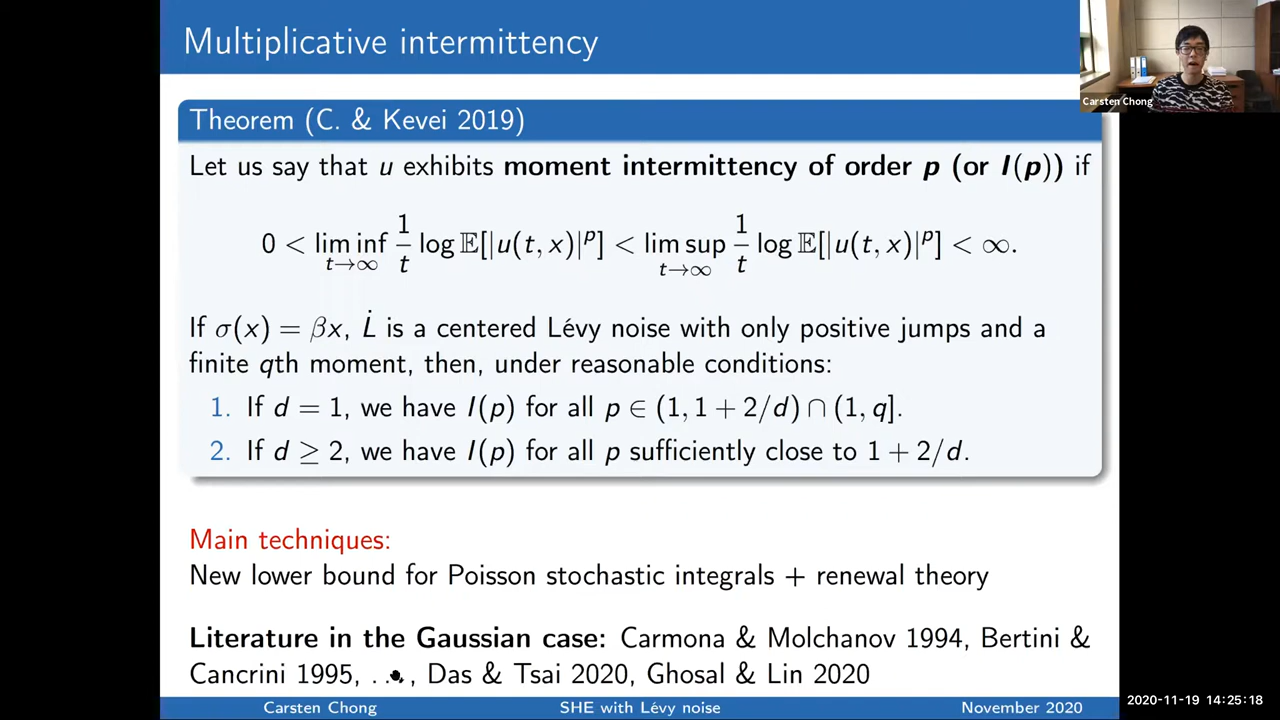 Multiplicative intermittency
Carsten Chong
Theorem (C. & Kevei 2019)
Let us say that u exhibits moment intermittency of order p (or I(p)) if
0 < lim inf_{t→∞} 1/t log 𝔼[|u(t, x)|^p] < lim sup_{t→∞} 1/t log 𝔼[|u(t, x)|^p] < ∞.
If σ(x) = βx, L̇ is a centered Lévy noise with only positive jumps and a
finite qth moment, then, under reasonable conditions:
1. If d = 1, we have I(p) for all p ∈ (1, 1 + 2/d) ∩ (1, q].
2. If d ≥ 2, we have I(p) for all p sufficiently close to 1 + 2/d.
Main techniques:
New lower bound for Poisson stochastic integrals + renewal theory
Literature in the Gaussian case: Carmona & Molchanov 1994, Bertini &
Cancrini 1995, ..., Das & Tsai 2020, Ghosal & Lin 2020
Carsten Chong SHE with Lévy noise November 2020
2020-11-19 14:25:18